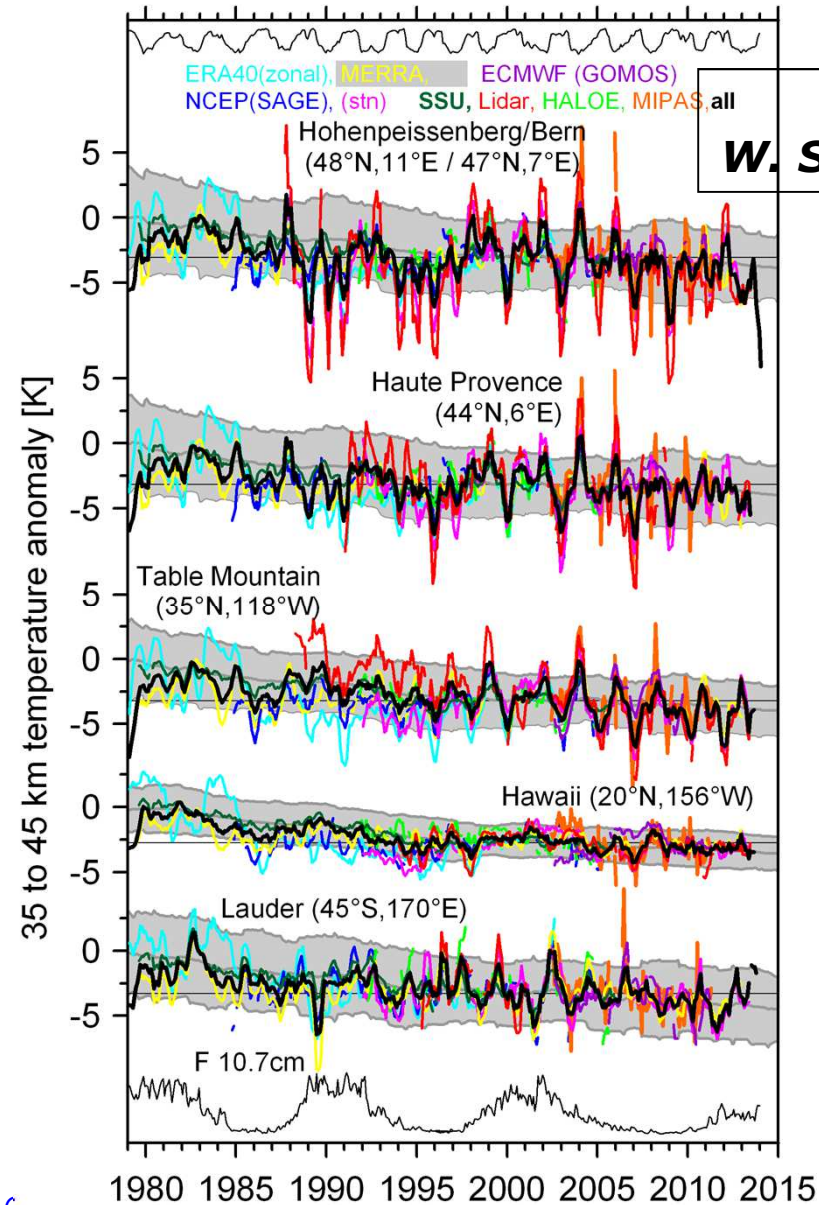 ERA40(zonal), MERRA, ECMWF (GOMOS)
NCEP(SAGE), (stn) SSU, Lidar, HALOE, MIPAS, all
W. S
Hohenpeissenberg/Bern
(48°N,11°E / 47°N,7°E)
5
0
-5
Haute Provence
(44°N,6°E)
5
0
-5
Table Mountain
(35°N,118°W)
5
0
-5
Hawaii (20°N,156°W)
0
-5
Lauder (45°S,170°E)
0
-5
F 10.7cm
35 to 45 km temperature anomaly [K]
1980 1985 1990 1995 2000 2005 2010 2015